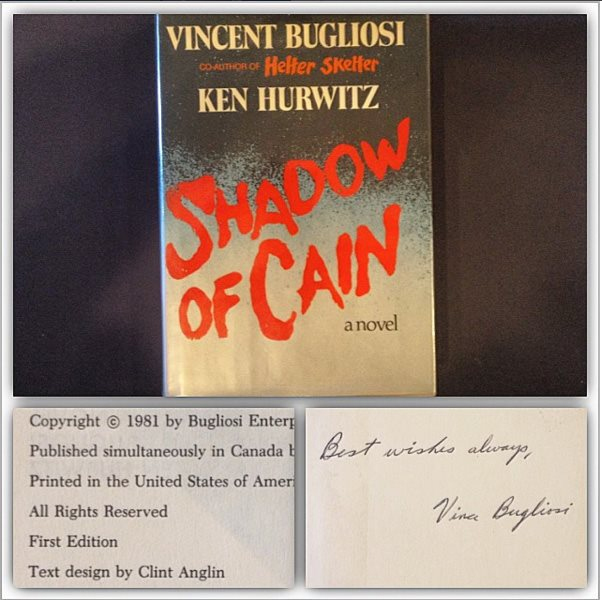 VINCENT BUGLIOSI
CO-AUTHOR OF Helter Skelter
KEN HURWITZ
SHADOW
OF CAIN
a novel
Copyright © 1981 by Bugliosi Enterp
Published simultaneously in Canada b
Printed in the United States of Ameri
All Rights Reserved
First Edition
Text design by Clint Anglin
Best wishes always,
Vince Bugliosi